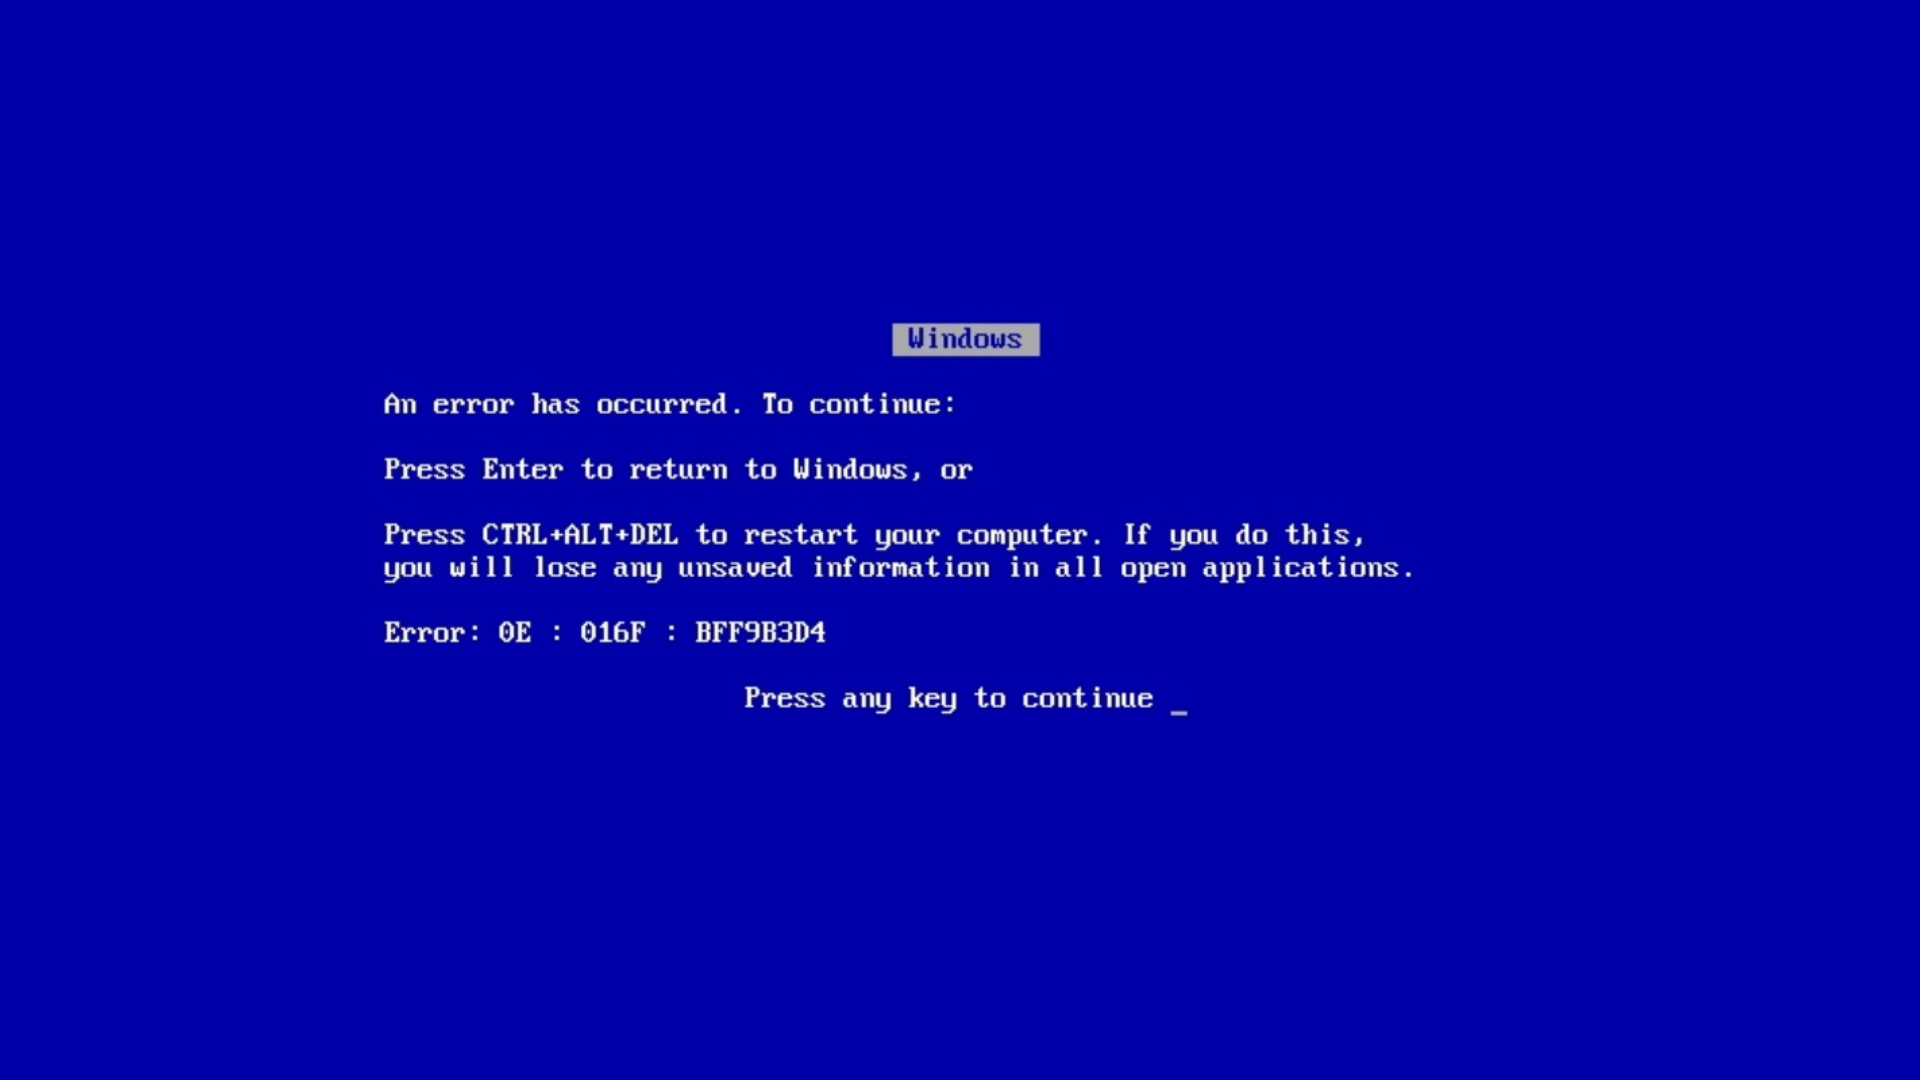 Windows
An error has occurred. To continue:
Press Enter to return to Windows, or
Press CTRL+ALT+DEL to restart your computer. If you do this,
you will lose any unsaved information in all open applications.
Error: 0E : 016F : BFF9B3D4
Press any key to continue _